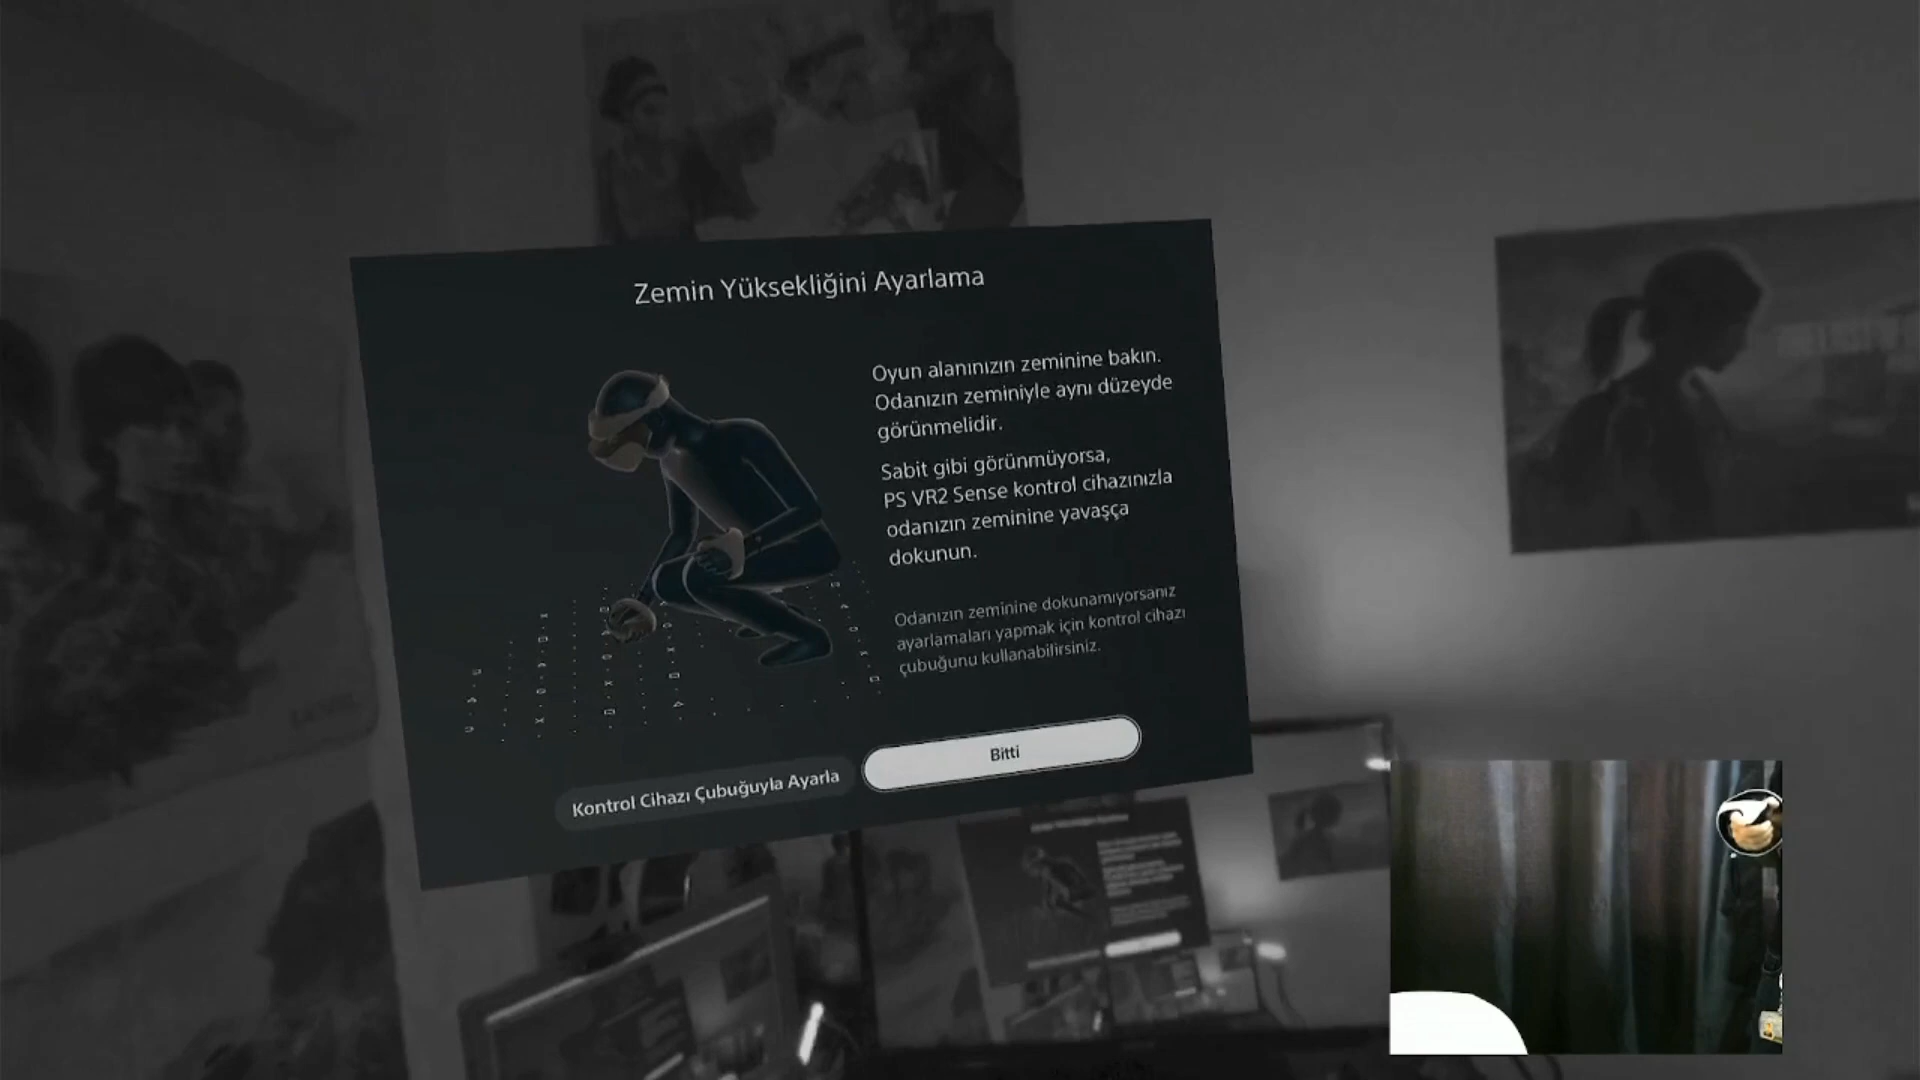 Zemin Yüksekliğini Ayarlama
Oyun alanınızın zeminine bakın.
Odanızın zeminiyle aynı düzeyde
görünmelidir.
Sabit gibi görünmüyorsa,
PS VR2 Sense kontrol cihazınızla
odanızın zeminine yavaşça
dokunun.
Odanızın zeminine dokunamıyorsanız
ayarlamaları yapmak için kontrol cihazı
çubuğunu kullanabilirsiniz.
Kontrol Cihazı Çubuğuyla Ayarla
Bitti